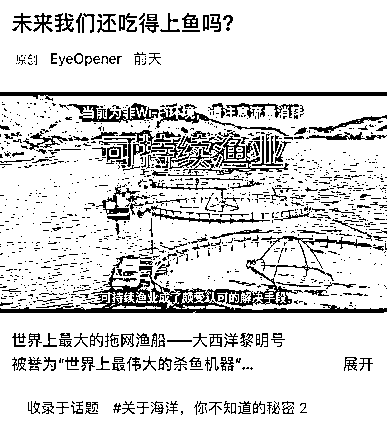 未来我们还吃得上鱼吗?
原创 EyeOpener 前天
当前为非WiFi环境，请注意流量消耗
可持续渔业
可持续渔业成了颇受认可的解决手段
世界上最大的拖网渔船——大西洋黎明号
被誉为“世界上最伟大的杀鱼机器”... 展开
收录于话题 #关于海洋，你不知道的秘密 2